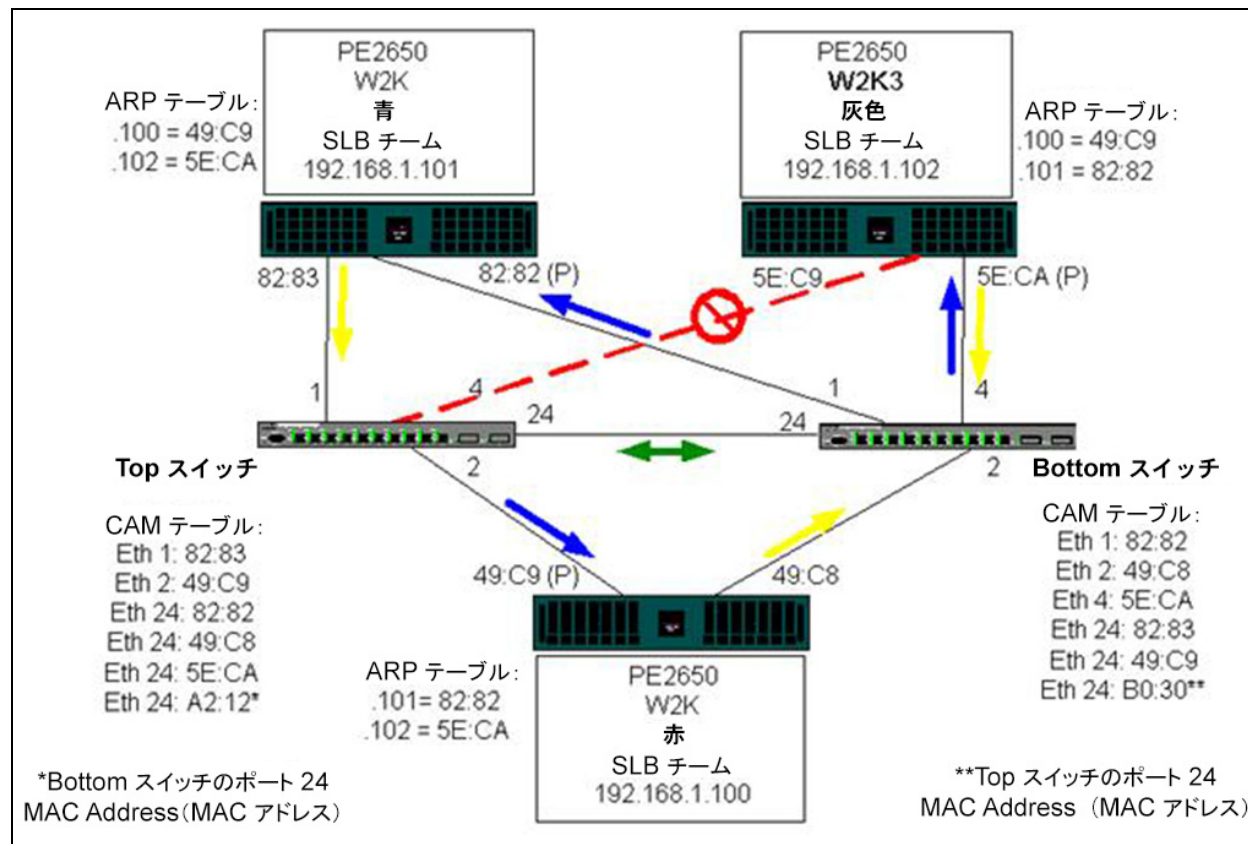 PE2650
W2K
青
SLB チーム
192.168.1.101
ARP テーブル:
.100 = 49:C9
.102 = 5E:CA
PE2650
W2K3
灰色
SLB チーム
192.168.1.102
ARP テーブル:
.100 = 49:C9
.101 = 82:82
82:83
82:82 (P)
5E:C9
5E:CA (P)
1
4
24
24
1
4
2
2
Top スイッチ
Bottom スイッチ
CAM テーブル:
Eth 1: 82:83
Eth 2: 49:C9
Eth 24: 82:82
Eth 24: 49:C8
Eth 24: 5E:CA
Eth 24: A2:12*
CAM テーブル:
Eth 1: 82:82
Eth 2: 49:C8
Eth 4: 5E:CA
Eth 24: 82:83
Eth 24: 49:C9
Eth 24: B0:30**
49:C9 (P)
49:C8
ARP テーブル:
.101= 82:82
.102 = 5E:CA
PE2650
W2K
赤
SLB チーム
192.168.1.100
*Bottom スイッチのポート 24
MAC Address(MAC アドレス)
**Top スイッチのポート 24
MAC Address (MAC アドレス)